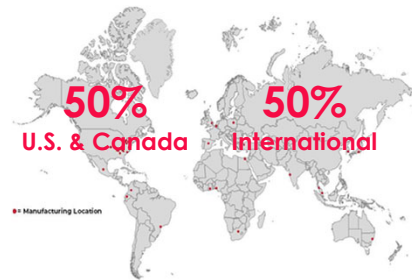 50%
U.S. & Canada
50%
International
= Manufacturing Location